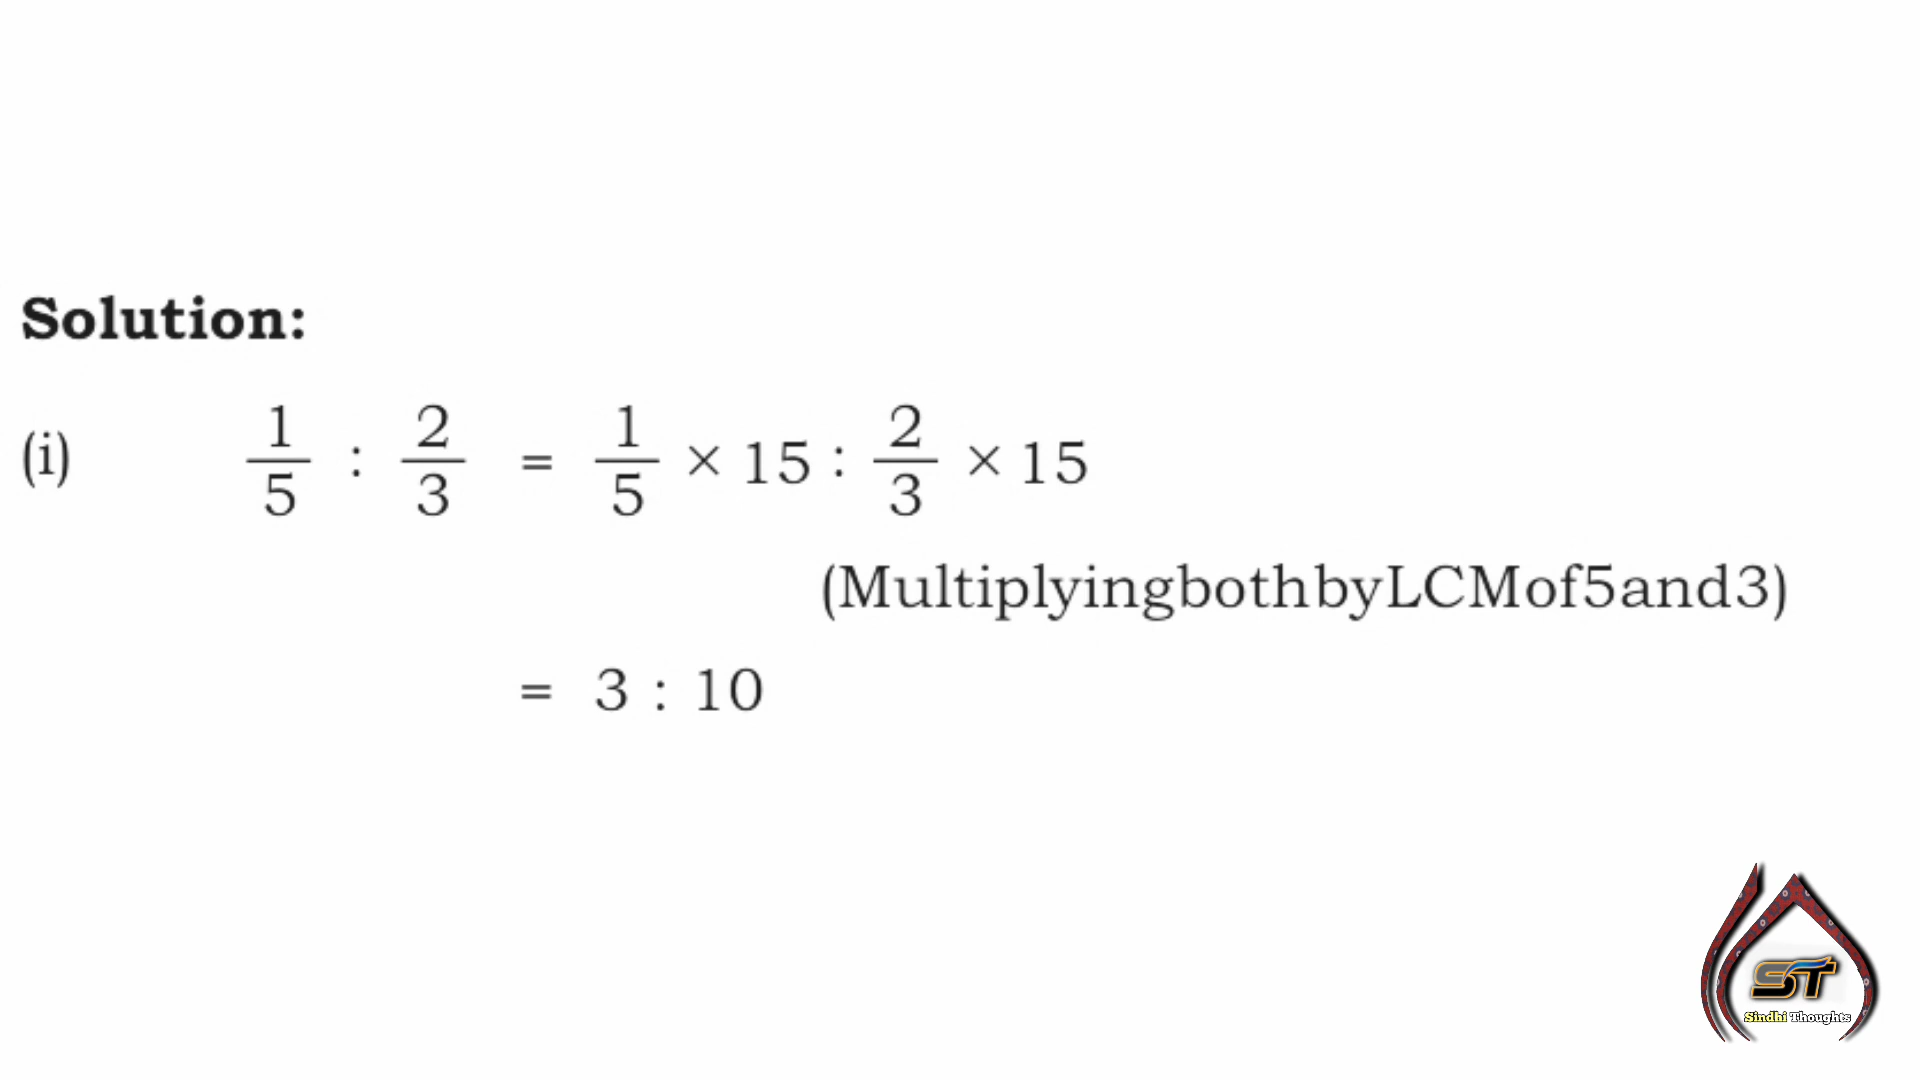 Solution:
(i) 1/5 : 2/3 = 1/5 × 15 : 2/3 × 15
(MultiplyingbothbyLCMof5and3)
= 3 : 10
ST
Sindhi Thoughts